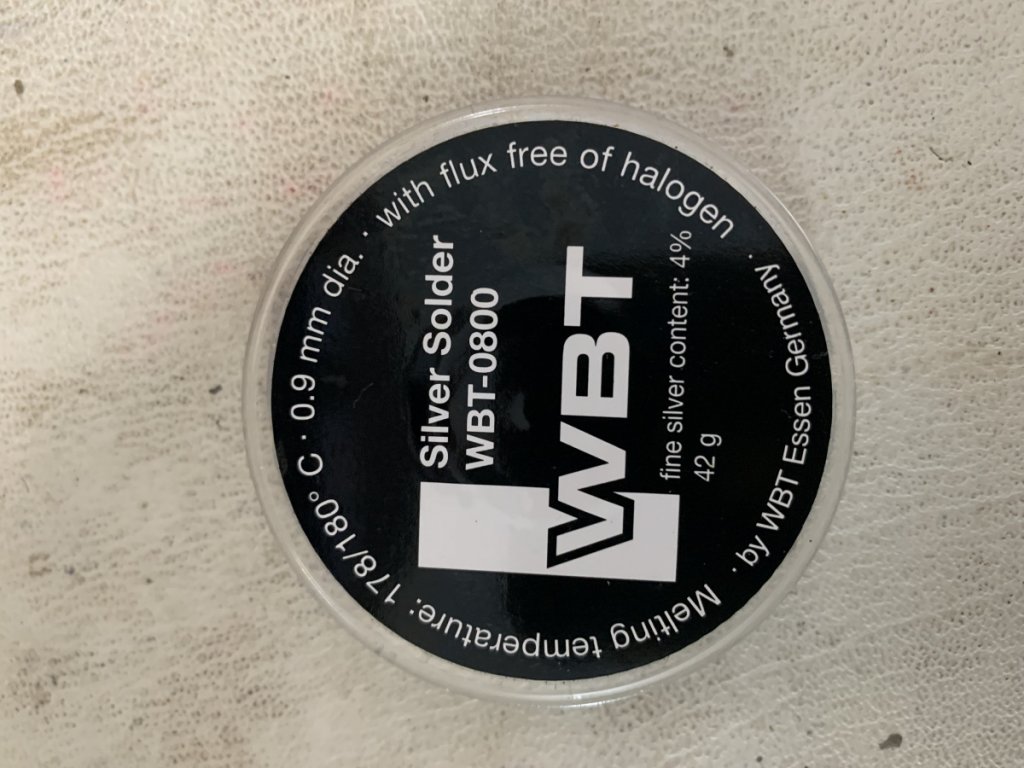 Silver Solder
WBT-0800
WBT
fine silver content: 4%
42 g
Melting temperature: 178/180° C · 0.9 mm dia. · with flux free of halogen
· by WBT Essen Germany ·